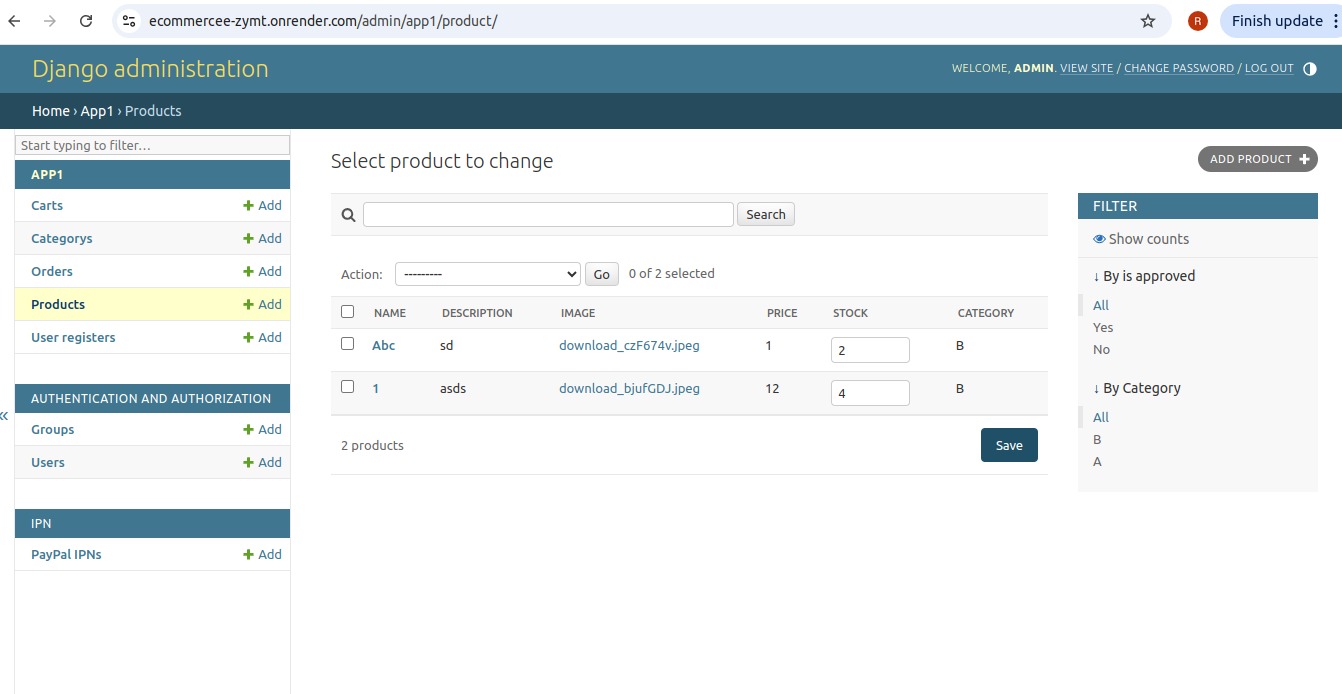 ecommercee-zymt.onrender.com/admin/app1/product/
R
Finish update
Django administration
WELCOME, ADMIN. VIEW SITE / CHANGE PASSWORD / LOG OUT
Home › App1 › Products
Start typing to filter...
APP1
Carts + Add
Categorys + Add
Orders + Add
Products + Add
User registers + Add
AUTHENTICATION AND AUTHORIZATION
Groups + Add
Users + Add
IPN
PayPal IPNs + Add
«
Select product to change
ADD PRODUCT +
Search
Action: --------- Go 0 of 2 selected
NAME DESCRIPTION IMAGE PRICE STOCK CATEGORY
Abc sd download_czF674v.jpeg 1 2 B
1 asds download_bjufGDJ.jpeg 12 4 B
2 products
Save
FILTER
Show counts
↓ By is approved
All
Yes
No
↓ By Category
All
B
A